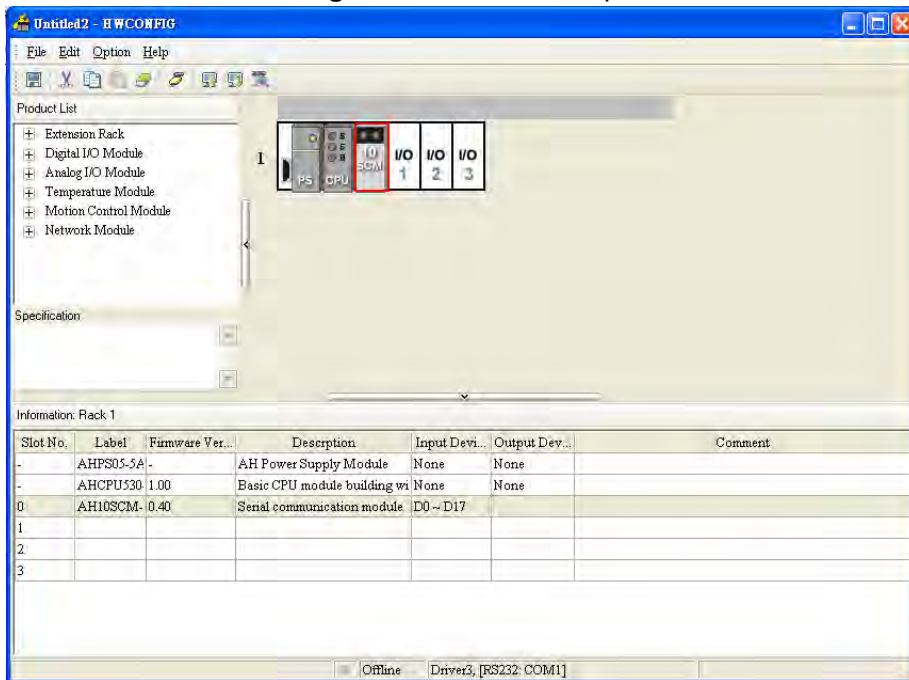 Untitled2 - HWCONFIG
File Edit Option Help
Product List
Extension Rack
Digital I/O Module
Analog I/O Module
Temperature Module
Motion Control Module
Network Module
1
PS CPU 10 SCM I/O 1 I/O 2 I/O 3
Specification
Information: Rack 1
Slot No. Label Firmware Ver... Descrption Input Devi... Output Dev... Comment
- AHPS05-5A - AH Power Supply Module None None
- AHCPU530- 1.00 Basic CPU module building wi None None
0 AH10SCM- 0.40 Serial communication module D0 ~ D17
1
2
3
Offline Driver3, [RS232: COM1]